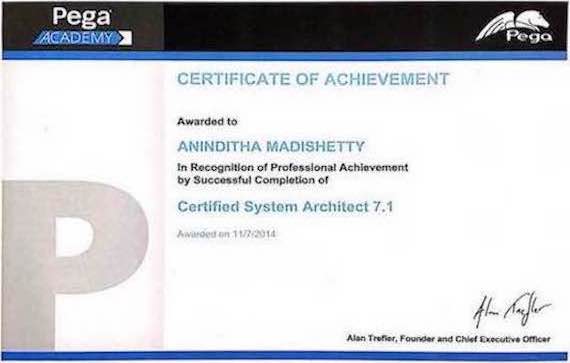 Pega
ACADEMY
Pega
CERTIFICATE OF ACHIEVEMENT
Awarded to
ANINDITHA MADISHETTY
In Recognition of Professional Achievement
by Successful Completion of
Certified System Architect 7.1
Awarded on 11/7/2014
P
Alan Trefler
Alan Trefler, Founder and Chief Executive Officer